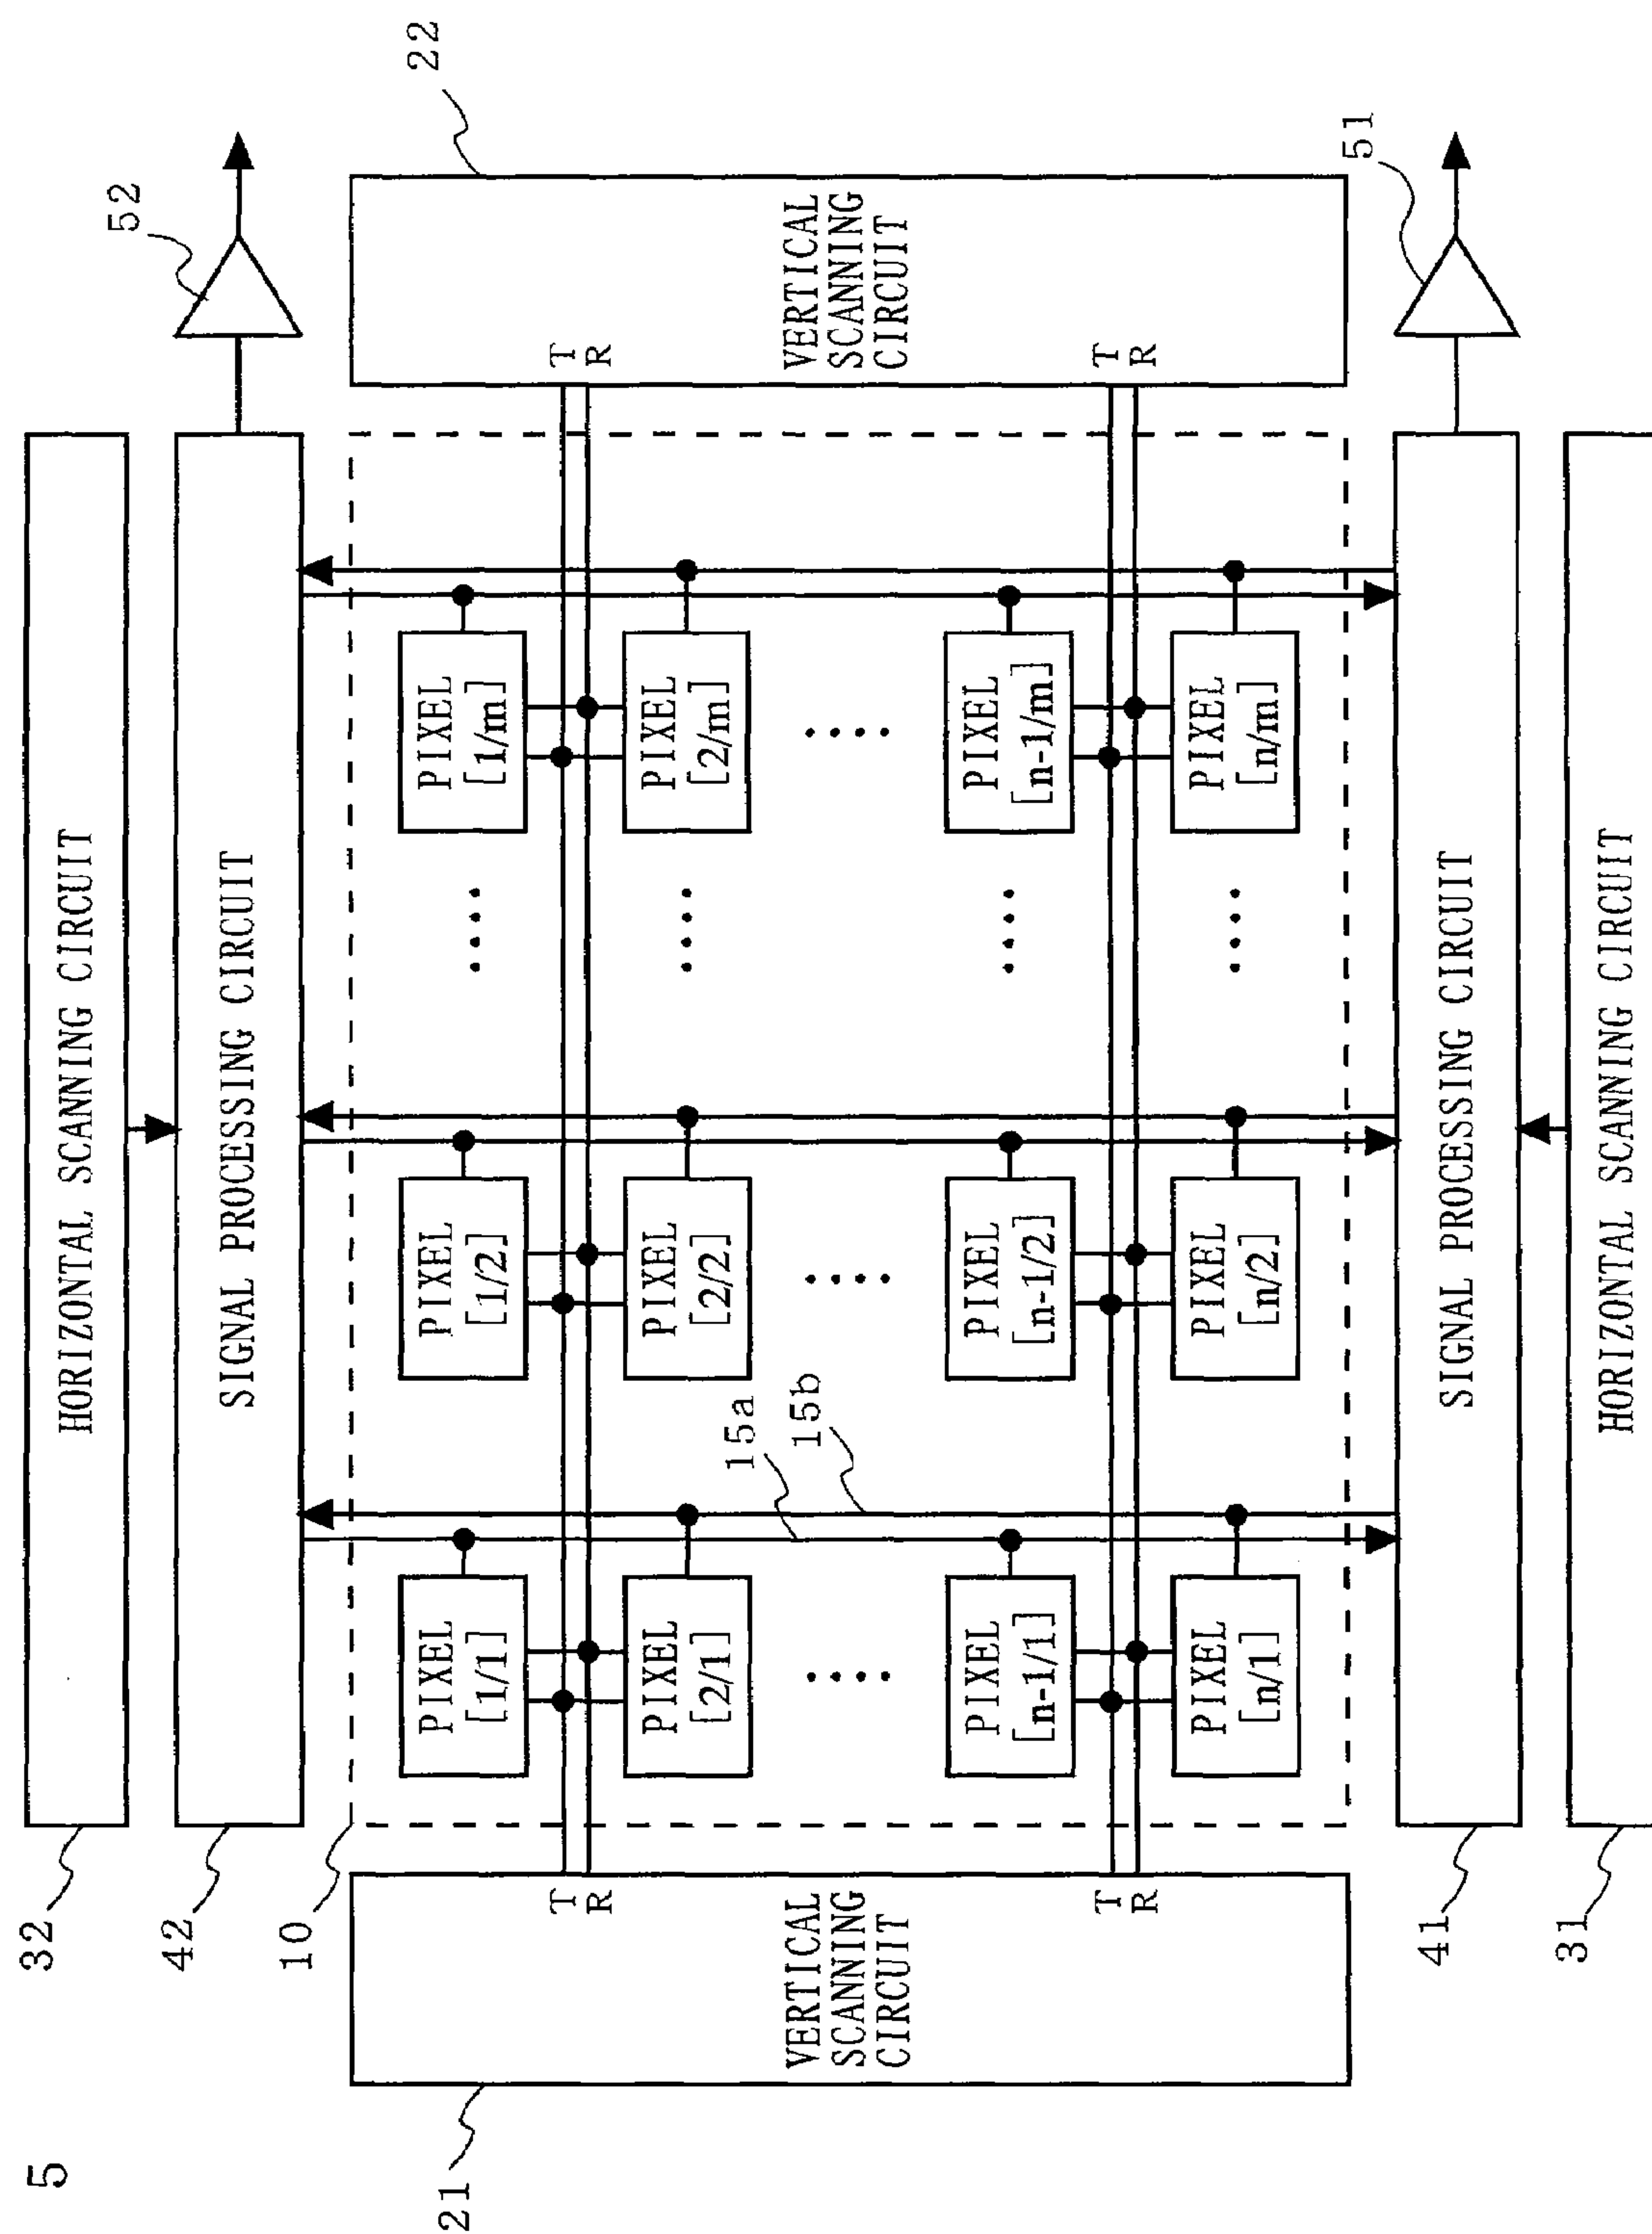 5
32
HORIZONTAL SCANNING CIRCUIT
52
42
SIGNAL PROCESSING CIRCUIT
10
22
21
VERTICAL
SCANNING
CIRCUIT
T
R
T
R
PIXEL
[1/1]
PIXEL
[1/2]
PIXEL
[1/m]
PIXEL
[2/1]
PIXEL
[2/2]
PIXEL
[2/m]
15a
15b
PIXEL
[n-1/1]
PIXEL
[n-1/2]
PIXEL
[n-1/m]
PIXEL
[n/1]
PIXEL
[n/2]
PIXEL
[n/m]
T
R
T
R
VERTICAL
SCANNING
CIRCUIT
41
SIGNAL PROCESSING CIRCUIT
51
31
HORIZONTAL SCANNING CIRCUIT